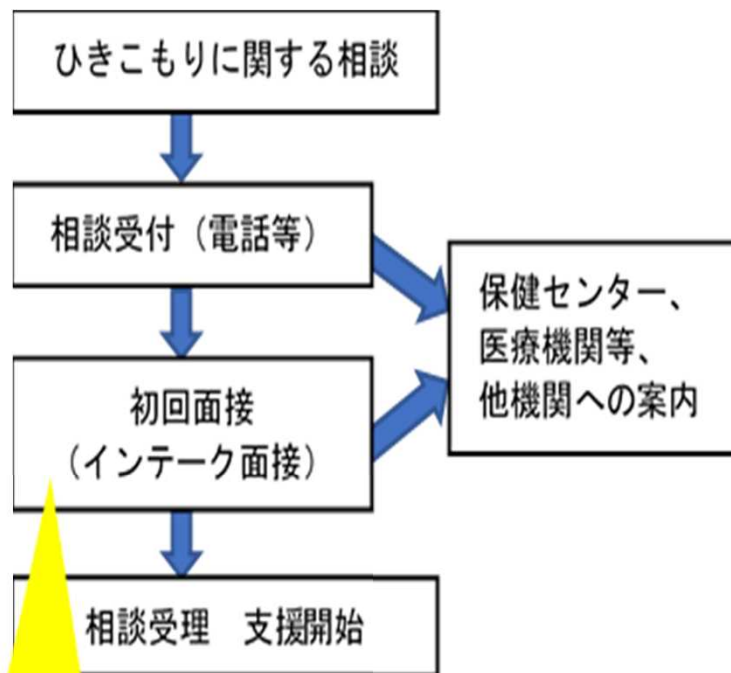 ひきこもりに関する相談
相談受付（電話等）
保健センター、
医療機関等、
他機関への案内
初回面接
（インテーク面接）
相談受理　支援開始